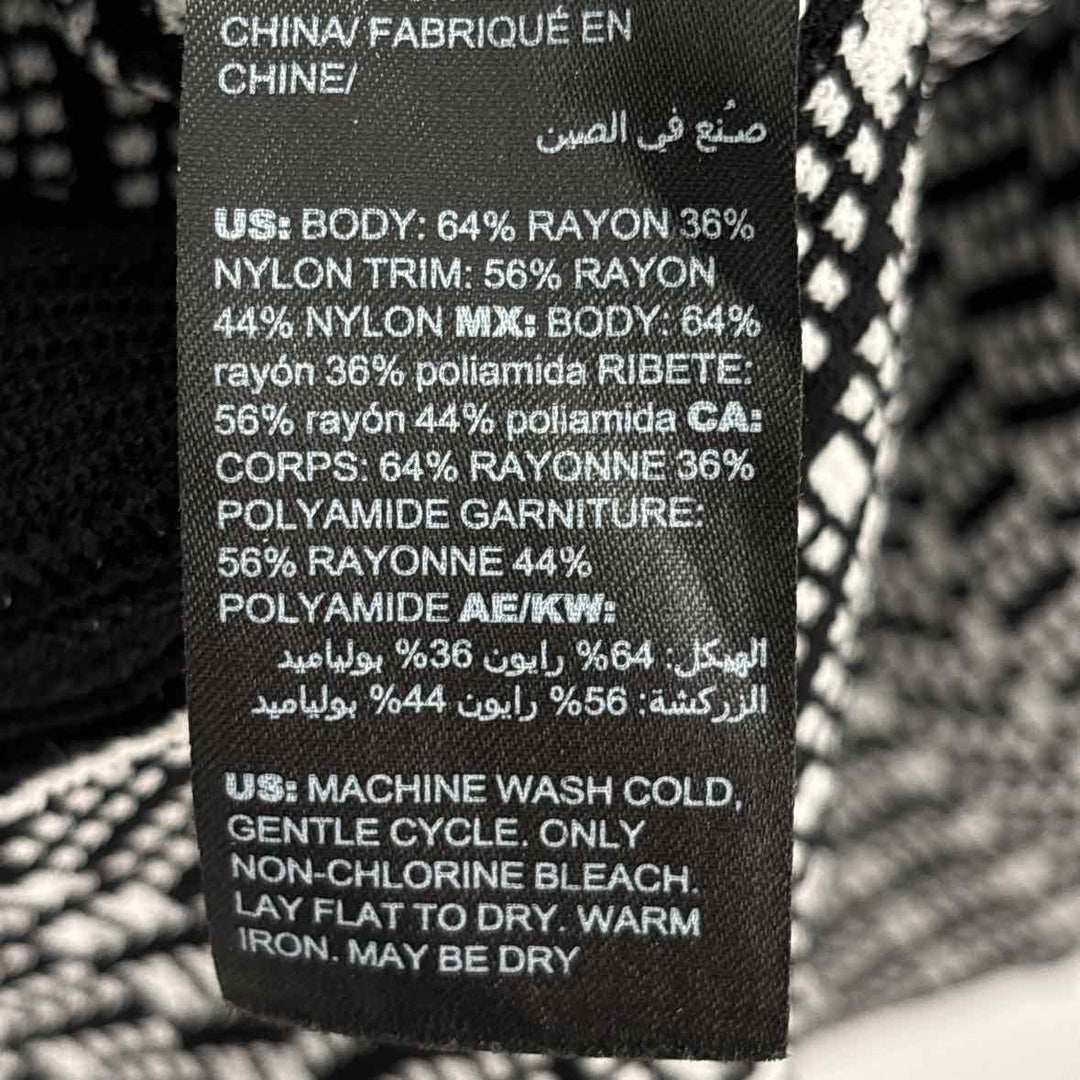 CHINA/ FABRIQUÉ EN
CHINE/
صُنع في الصين
US: BODY: 64% RAYON 36%
NYLON TRIM: 56% RAYON
44% NYLON MX: BODY: 64%
rayón 36% poliamida RIBETE:
56% rayón 44% poliamida CA:
CORPS: 64% RAYONNE 36%
POLYAMIDE GARNITURE:
56% RAYONNE 44%
POLYAMIDE AE/KW:
الهيكل: 64% رايون 36% بولياميد
الزركشة: 56% رايون 44% بولياميد
US: MACHINE WASH COLD,
GENTLE CYCLE. ONLY
NON-CHLORINE BLEACH.
LAY FLAT TO DRY. WARM
IRON. MAY BE DRY